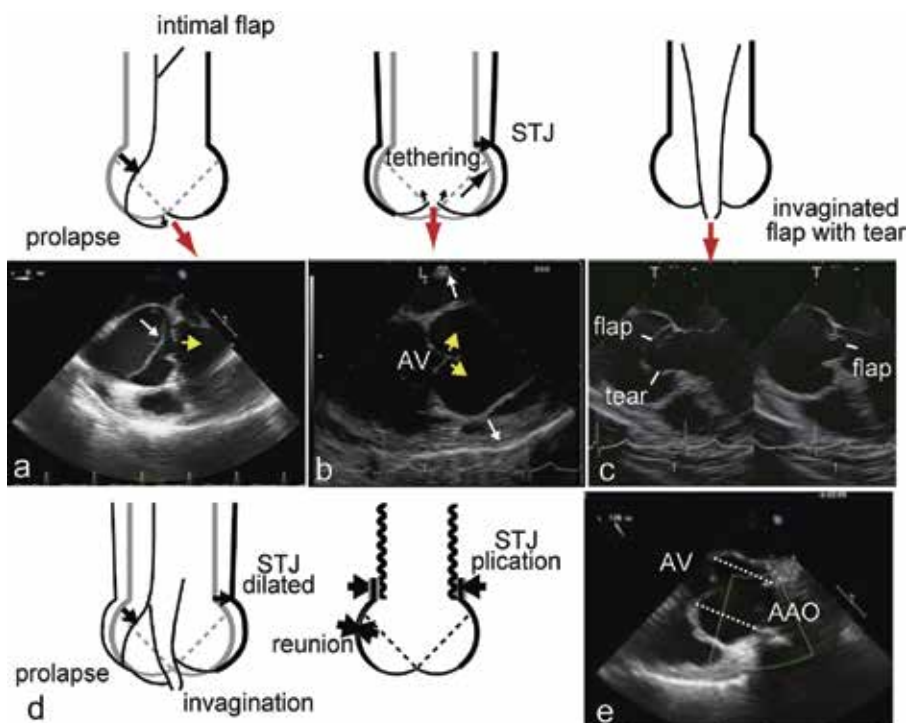 intimal flap
prolapse
tethering
STJ
invaginated
flap with tear
a
L
AV
b
T
T
flap
tear
flap
c
STJ
dilated
prolapse
invagination
d
STJ
plication
reunion
AV
AAO
e